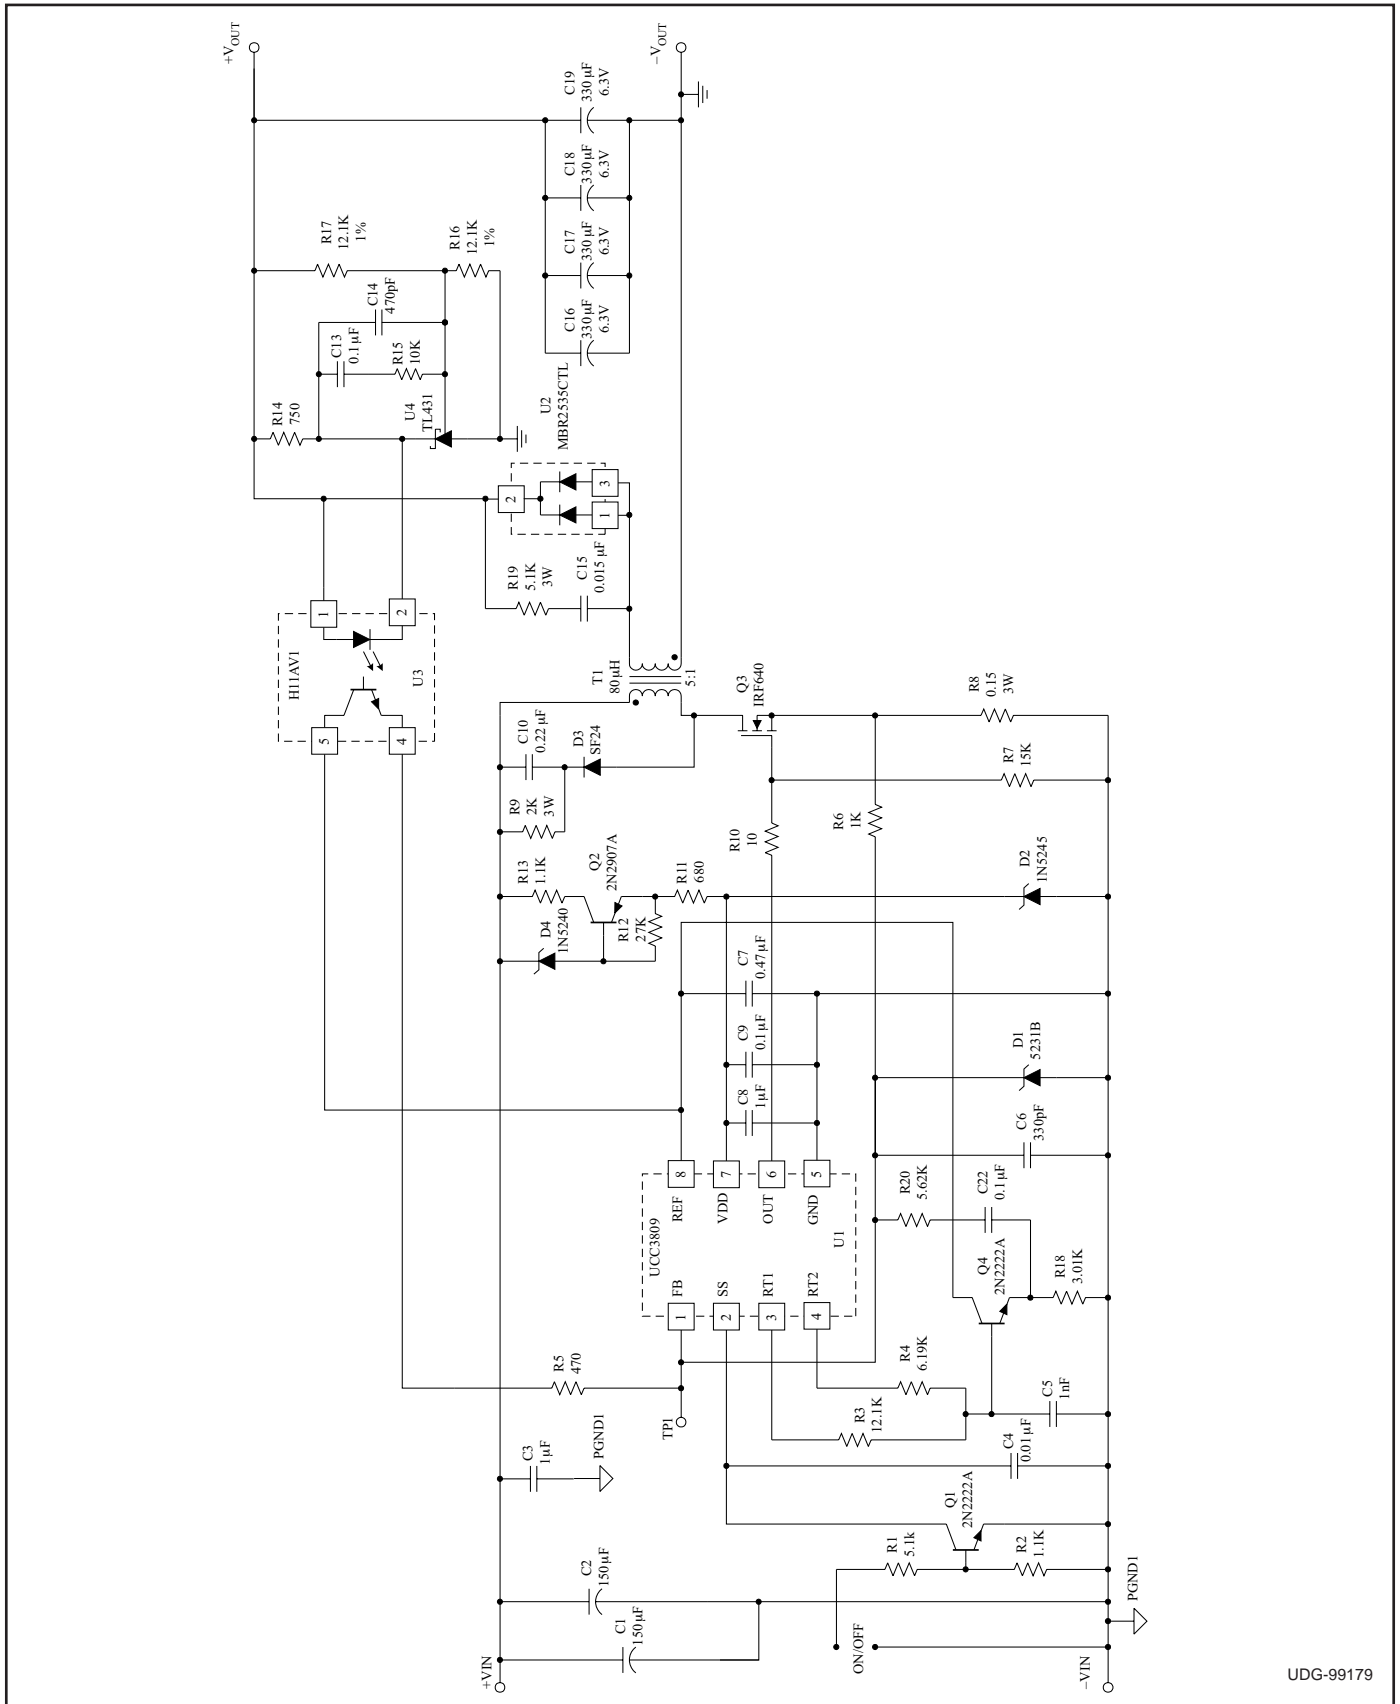 +VOUT
−VOUT
C19
330µF
6.3V
C18
330µF
6.3V
C17
330µF
6.3V
C16
330µF
6.3V
R17
12.1K
1%
R16
12.1K
1%
C14
470pF
C13
0.1µF
R15
10K
R14
750
U4
TL431
U2
MBR2535CTL
2
3
1
R19
5.1K
3W
C15
0.015 µF
H11AV1
1
2
U3
5
4
T1
80µH
5:1
Q3
IRF640
R8
0.15
3W
C10
0.22µF
D3
SF24
R9
2K
3W
R7
15K
R10
10
R6
1K
R13
1.1K
Q2
2N2907A
R11
680
D4
1N5240
R12
27K
D2
1N5245
C7
0.47µF
C9
0.1µF
C8
1µF
D1
5231B
C6
330pF
UCC3809
8
REF
7
VDD
6
OUT
5
GND
U1
FB
1
SS
2
RT1
3
RT2
4
R20
5.62K
C22
0.1µF
Q4
2N2222A
R18
3.01K
R5
470
TP1
R4
6.19K
R3
12.1K
C5
1nF
C4
0.01µF
C3
1µF
PGND1
Q1
2N2222A
R1
5.1k
R2
1.1K
C2
150µF
C1
150µF
ON/OFF
PGND1
+VIN
−VIN
UDG-99179